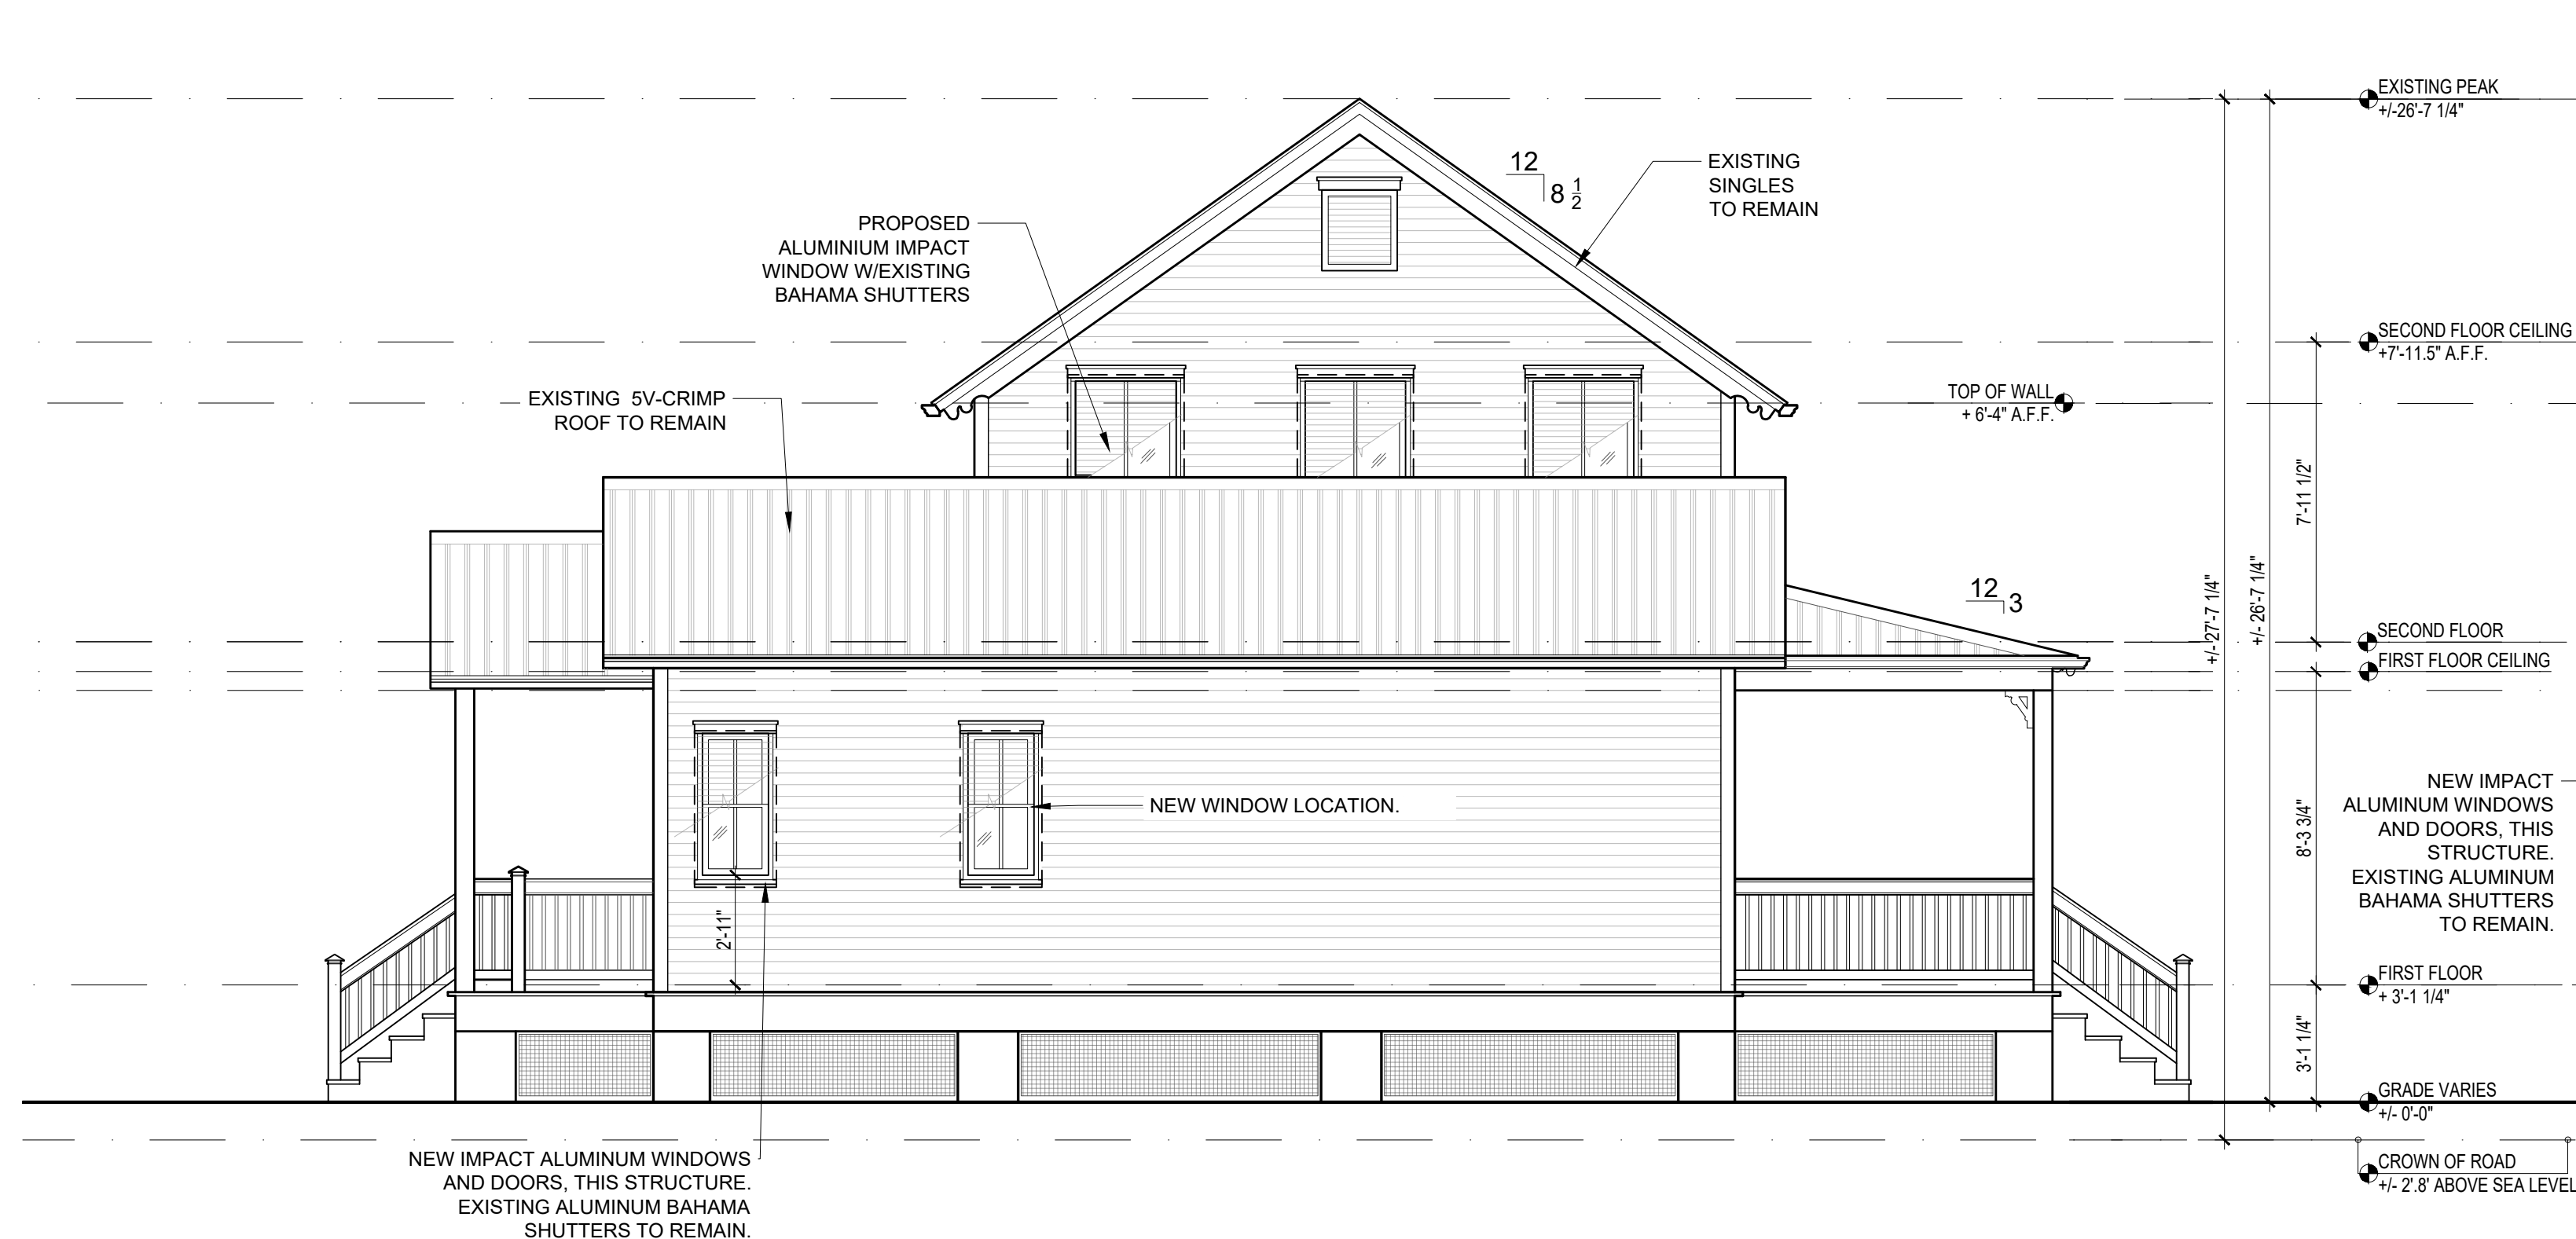 EXISTING PEAK
+/-26'-7 1/4"
12
8 1/2
EXISTING
SINGLES
TO REMAIN
PROPOSED
ALUMINIUM IMPACT
WINDOW W/EXISTING
BAHAMA SHUTTERS
SECOND FLOOR CEILING
+7'-11.5" A.F.F.
EXISTING 5V-CRIMP
ROOF TO REMAIN
TOP OF WALL
+ 6'-4" A.F.F.
7'-11 1/2"
12
3
+/-27'-7 1/4"
+/- 26'-7 1/4"
SECOND FLOOR
FIRST FLOOR CEILING
NEW WINDOW LOCATION.
8'-3 3/4"
NEW IMPACT
ALUMINUM WINDOWS
AND DOORS, THIS
STRUCTURE.
EXISTING ALUMINUM
BAHAMA SHUTTERS
TO REMAIN.
2'-11"
FIRST FLOOR
+ 3'-1 1/4"
3'-1 1/4"
GRADE VARIES
+/- 0'-0"
NEW IMPACT ALUMINUM WINDOWS
AND DOORS, THIS STRUCTURE.
EXISTING ALUMINUM BAHAMA
SHUTTERS TO REMAIN.
CROWN OF ROAD
+/- 2'.8' ABOVE SEA LEVEL